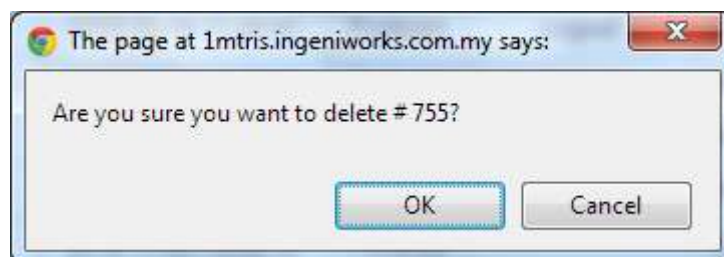 The page at 1mtris.ingeniworks.com.my says:
Are you sure you want to delete # 755?
OK Cancel